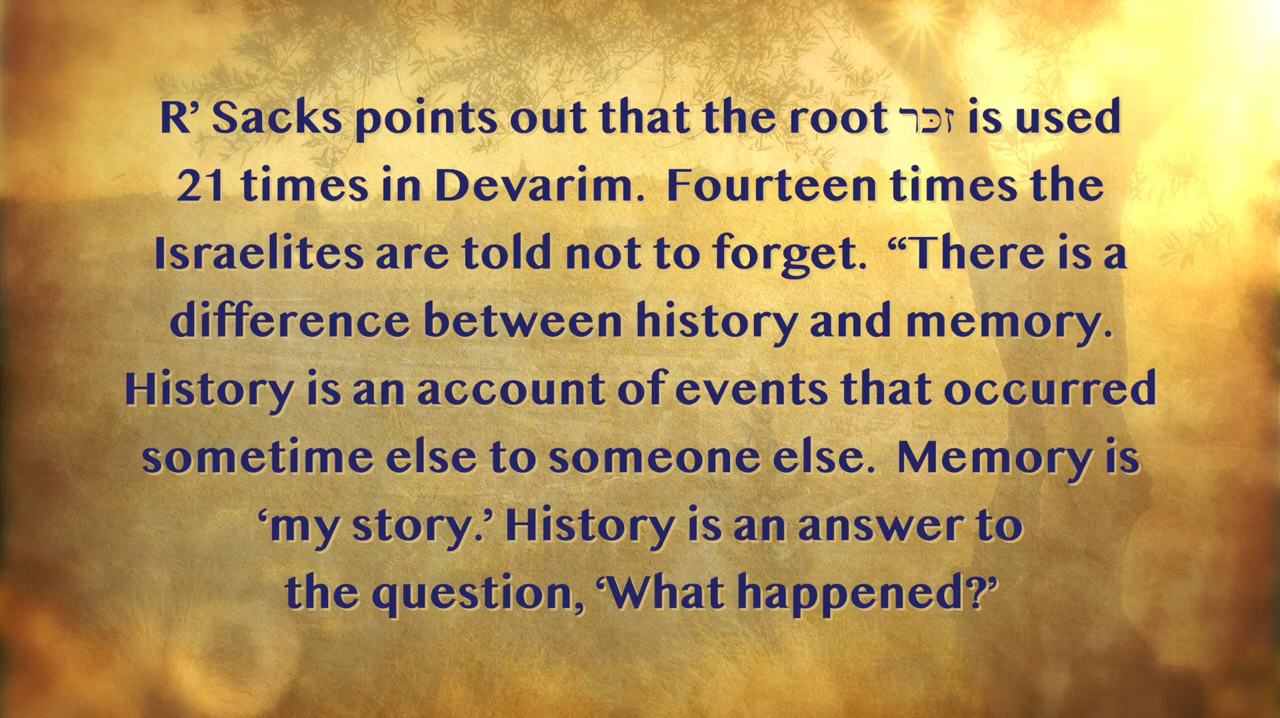 R’ Sacks points out that the root זכּר is used
21 times in Devarim.  Fourteen times the
Israelites are told not to forget.  “There is a
difference between history and memory.
History is an account of events that occurred
sometime else to someone else.  Memory is
‘my story.’ History is an answer to
the question, ‘What happened?’